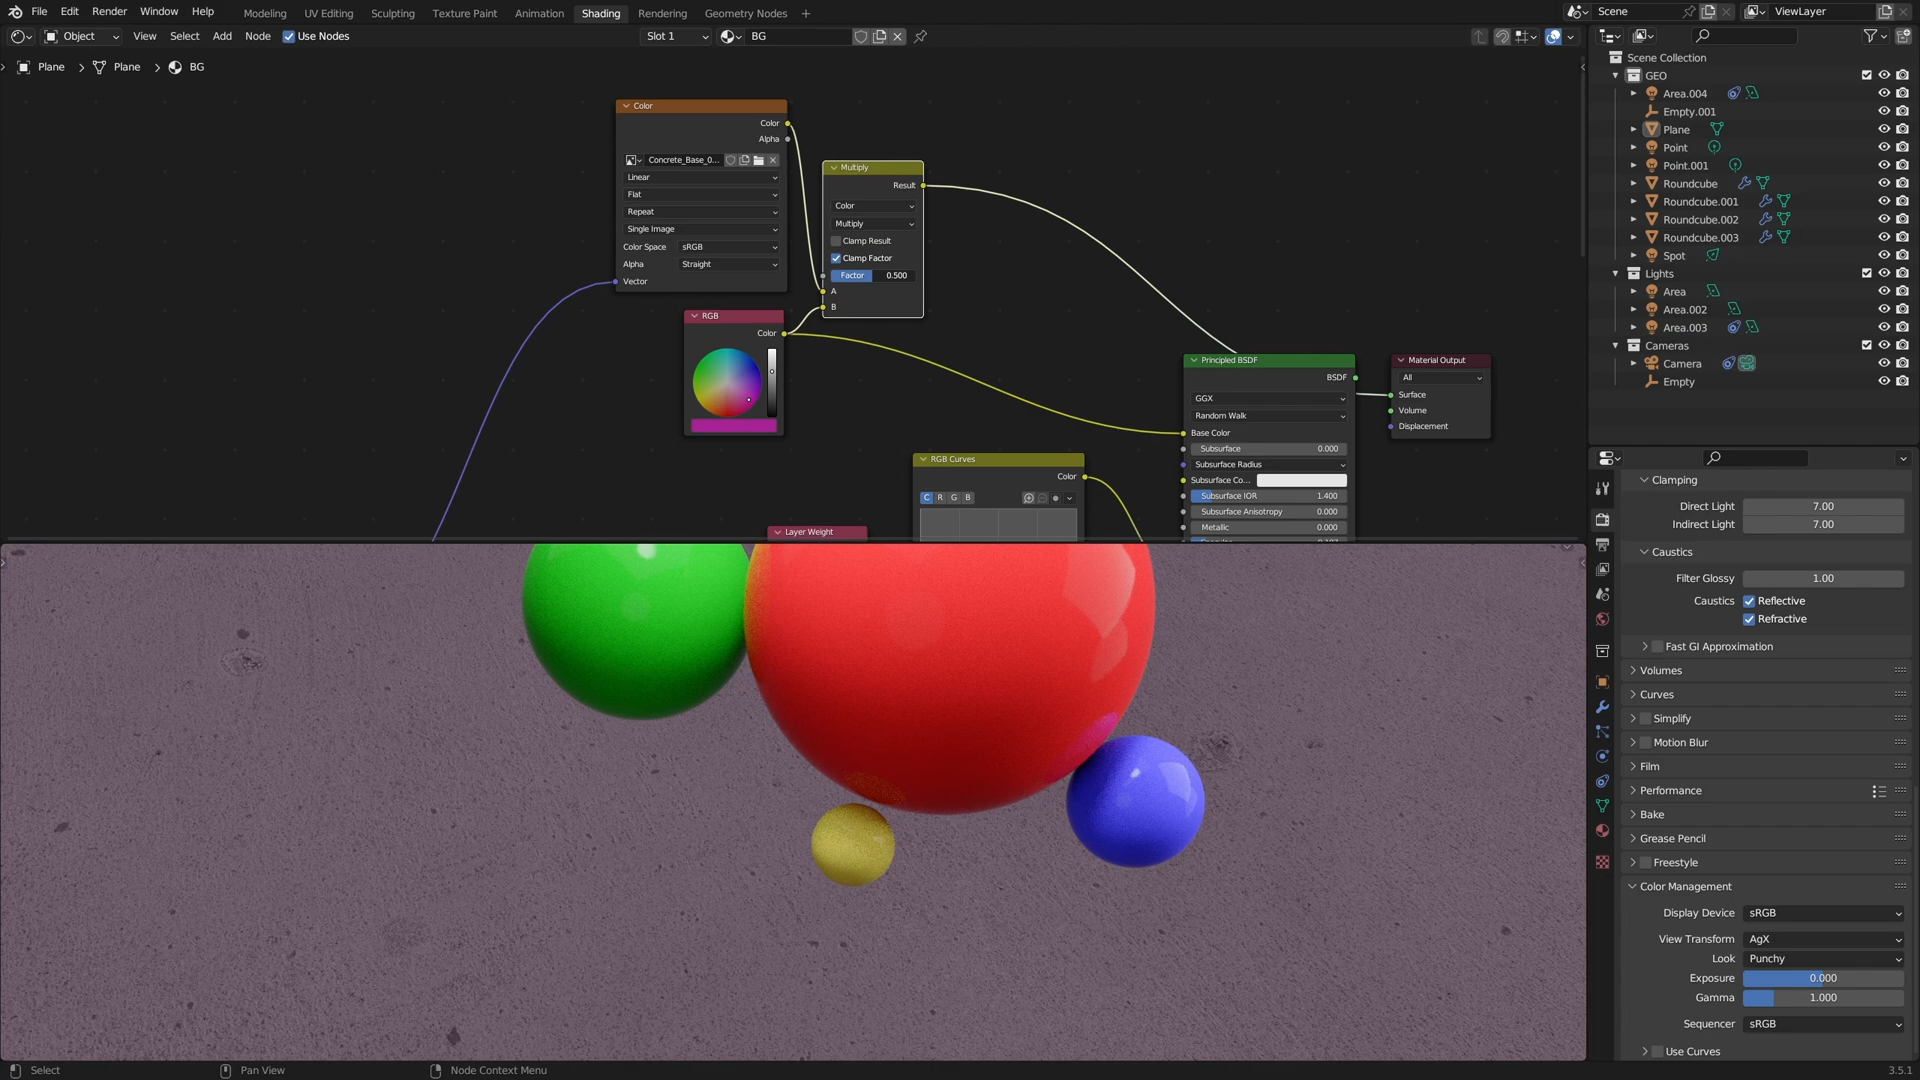 File Edit Render Window Help Modeling UV Editing Sculpting Texture Paint Animation Shading Rendering Geometry Nodes + Scene ViewLayer
Object View Select Add Node Use Nodes Slot 1 BG
Plane > Plane > BG
Color
Color
Alpha
Concrete_Base_0...
Linear
Flat
Repeat
Single Image
Color Space sRGB
Alpha Straight
Vector
Multiply
Result
Color
Multiply
Clamp Result
Clamp Factor
Factor 0.500
A
B
RGB
Color
RGB Curves
Color
C R G B
Layer Weight
Principled BSDF
BSDF
GGX
Random Walk
Base Color
Subsurface 0.000
Subsurface Radius
Subsurface Co...
Subsurface IOR 1.400
Subsurface Anisotropy 0.000
Metallic 0.000
Material Output
All
Surface
Volume
Displacement
Scene Collection
GEO
Area.004
Empty.001
Plane
Point
Point.001
Roundcube
Roundcube.001
Roundcube.002
Roundcube.003
Spot
Lights
Area
Area.002
Area.003
Cameras
Camera
Empty
Clamping
Direct Light 7.00
Indirect Light 7.00
Caustics
Filter Glossy 1.00
Caustics Reflective
Refractive
Fast GI Approximation
Volumes
Curves
Simplify
Motion Blur
Film
Performance
Bake
Grease Pencil
Freestyle
Color Management
Display Device sRGB
View Transform AgX
Look Punchy
Exposure 0.000
Gamma 1.000
Sequencer sRGB
Use Curves
Select Pan View Node Context Menu 3.5.1